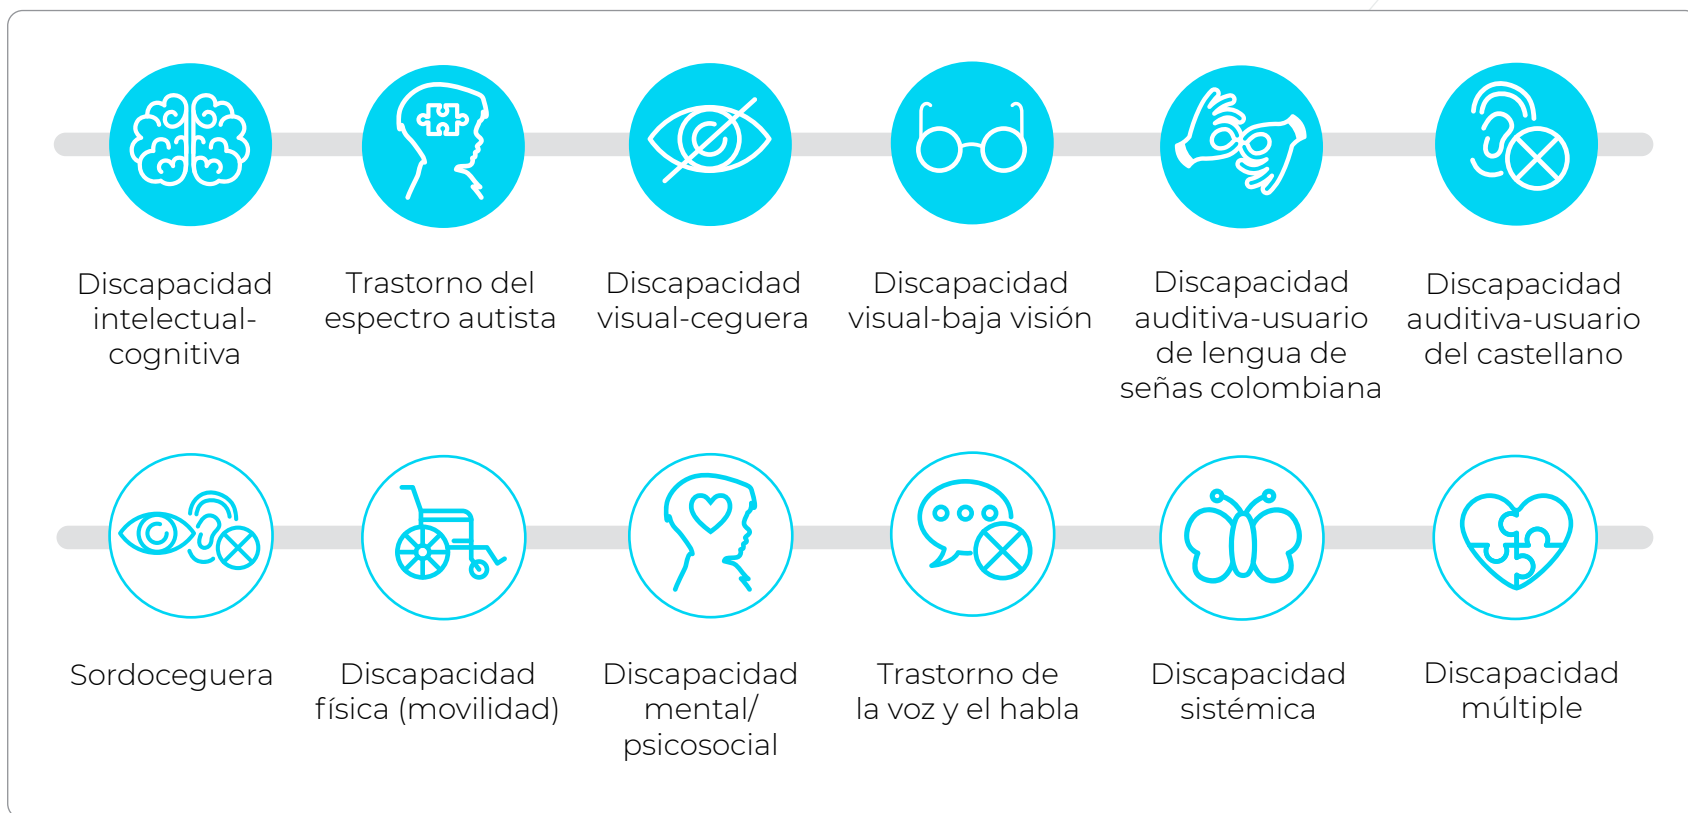 Discapacidad
intelectual-
cognitiva
Trastorno del
espectro autista
Discapacidad
visual-ceguera
Discapacidad
visual-baja visión
Discapacidad
auditiva-usuario
de lengua de
señas colombiana
Discapacidad
auditiva-usuario
del castellano
Sordoceguera
Discapacidad
física (movilidad)
Discapacidad
mental/
psicosocial
Trastorno de
la voz y el habla
Discapacidad
sistémica
Discapacidad
múltiple